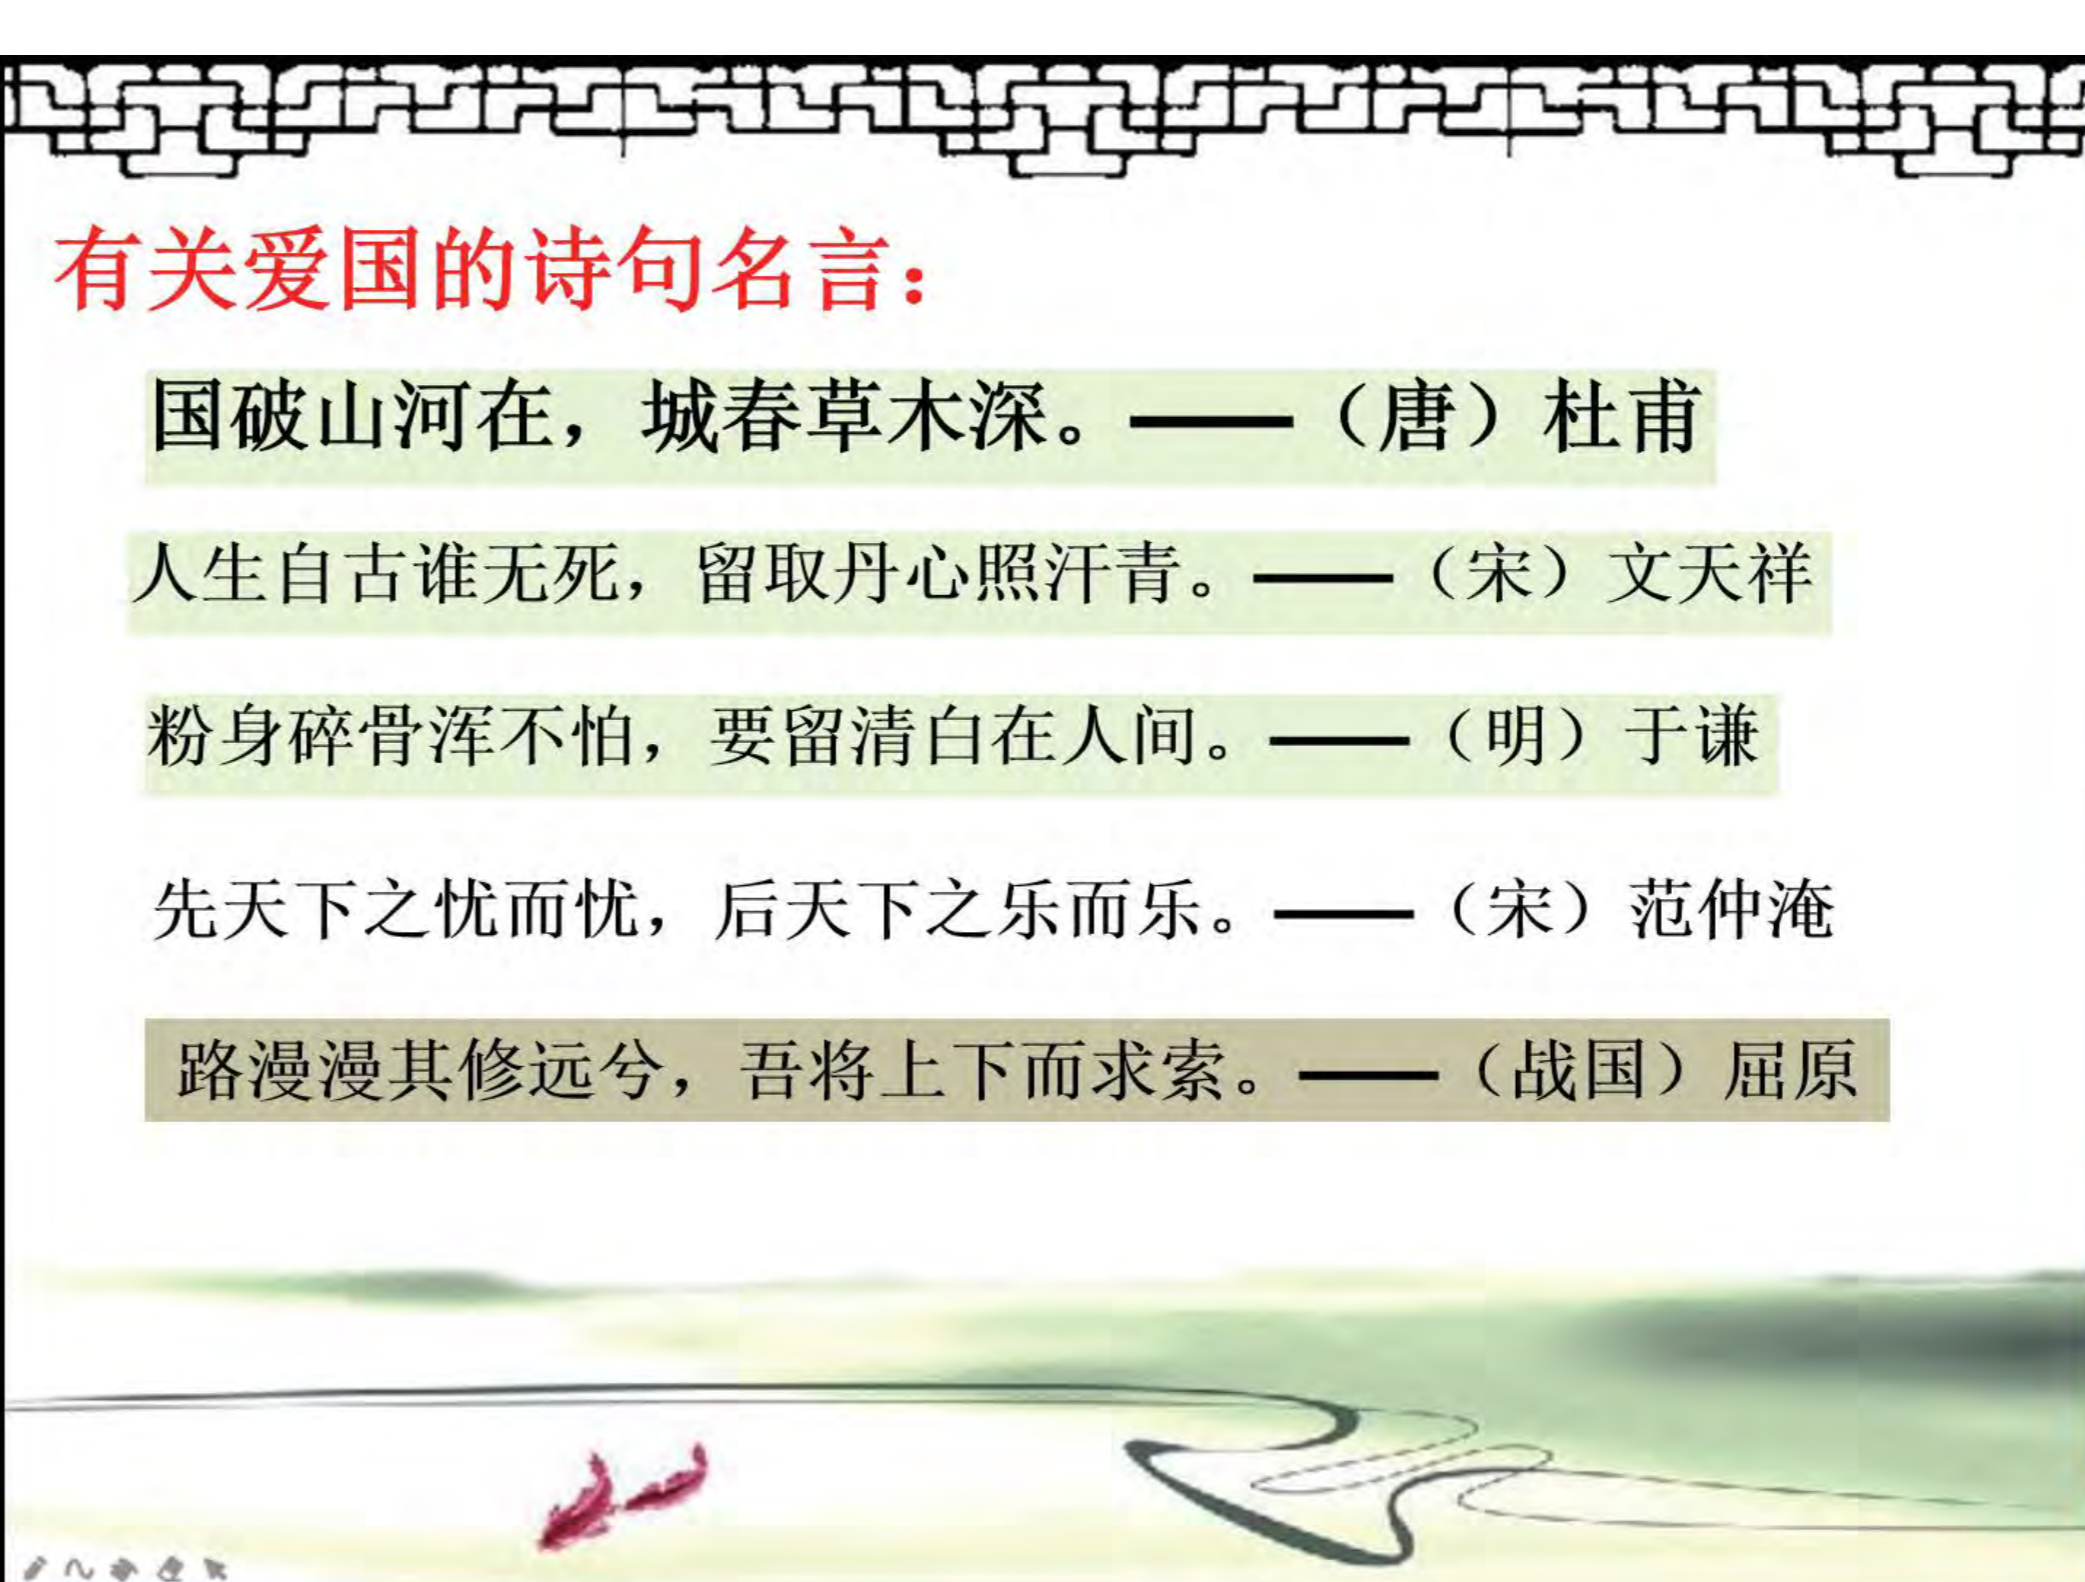 有关爱国的诗句名言：
国破山河在，城春草木深。——（唐）杜甫
人生自古谁无死，留取丹心照汗青。——（宋）文天祥
粉身碎骨浑不怕，要留清白在人间。——（明）于谦
先天下之忧而忧，后天下之乐而乐。——（宋）范仲淹
路漫漫其修远兮，吾将上下而求索。——（战国）屈原